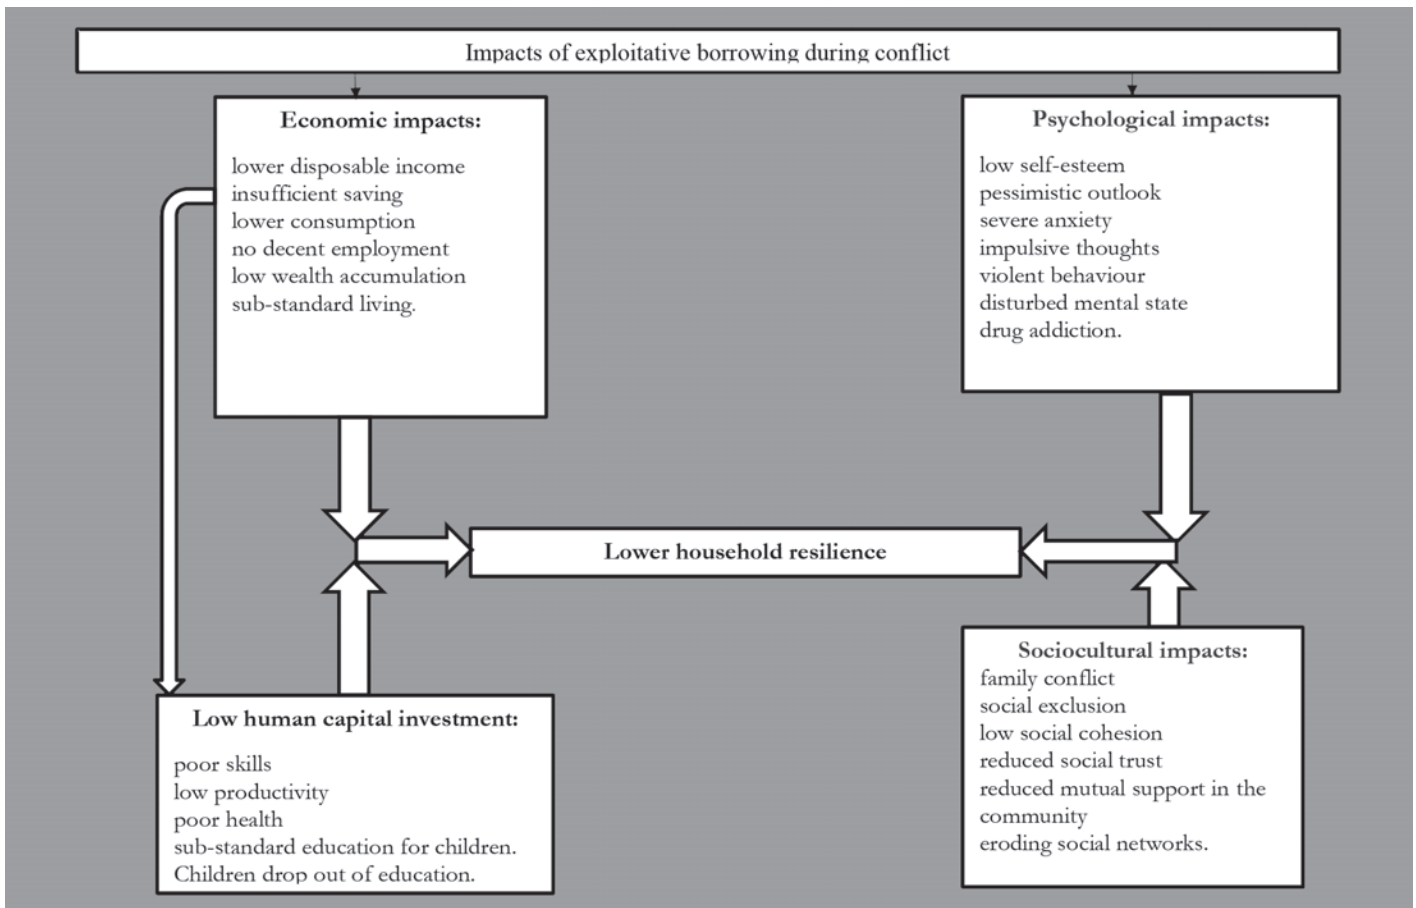 Impacts of exploitative borrowing during conflict
Economic impacts:
lower disposable income
insufficient saving
lower consumption
no decent employment
low wealth accumulation
sub-standard living.
Psychological impacts:
low self-esteem
pessimistic outlook
severe anxiety
impulsive thoughts
violent behaviour
disturbed mental state
drug addiction.
Lower household resilience
Low human capital investment:
poor skills
low productivity
poor health
sub-standard education for children.
Children drop out of education.
Sociocultural impacts:
family conflict
social exclusion
low social cohesion
reduced social trust
reduced mutual support in the
community
eroding social networks.